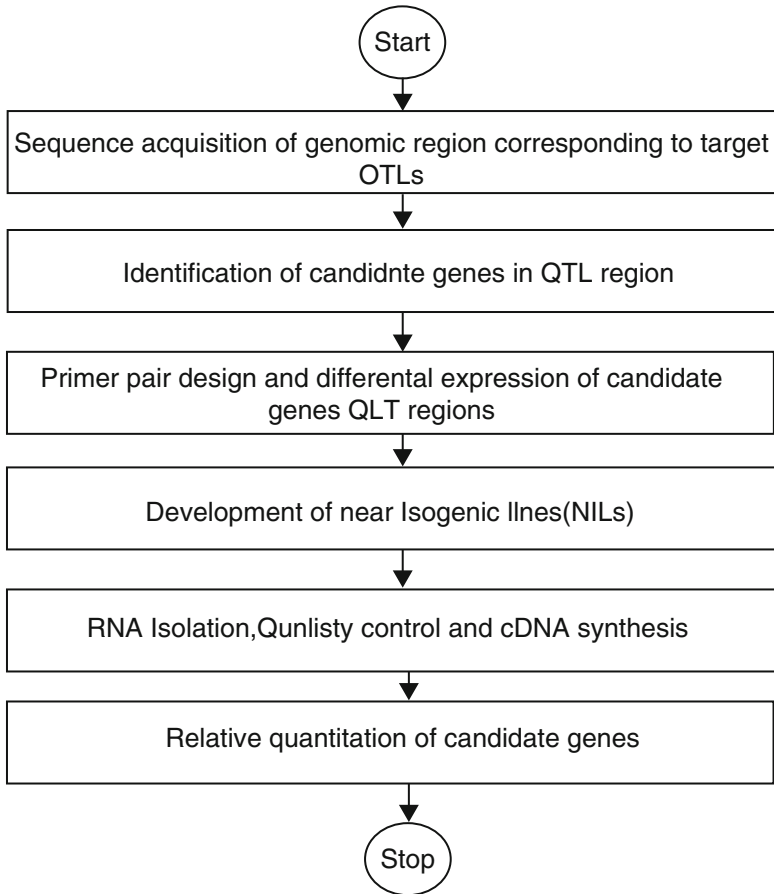 Start
Sequence acquisition of genomic region corresponding to target
OTLs
Identification of candidnte genes in QTL region
Primer pair design and differental expression of candidate
genes QLT regions
Development of near Isogenic llnes(NILs)
RNA Isolation,Qunlisty control and cDNA synthesis
Relative quantitation of candidate genes
Stop